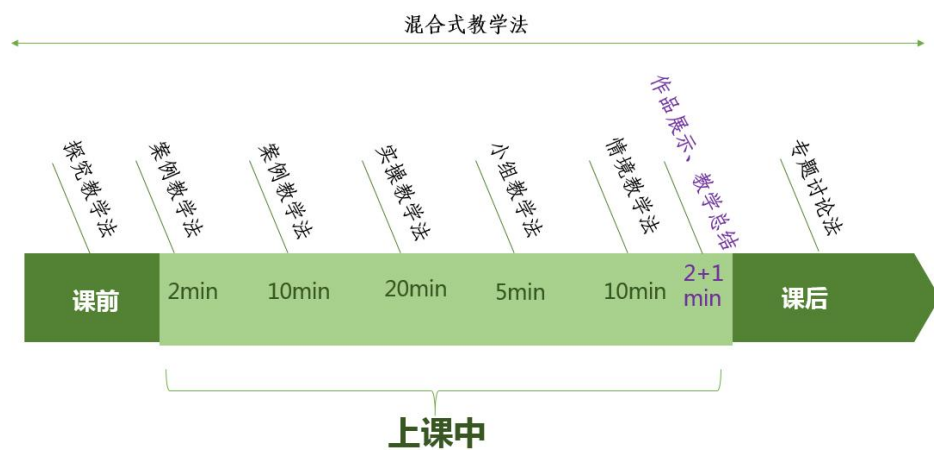 混合式教学法
探究教学法
案例教学法
案例教学法
实操教学法
小组教学法
情境教学法
作品展示、教学总结
专题讨论法
课前
2min
10min
20min
5min
10min
2+1
min
课后
上课中